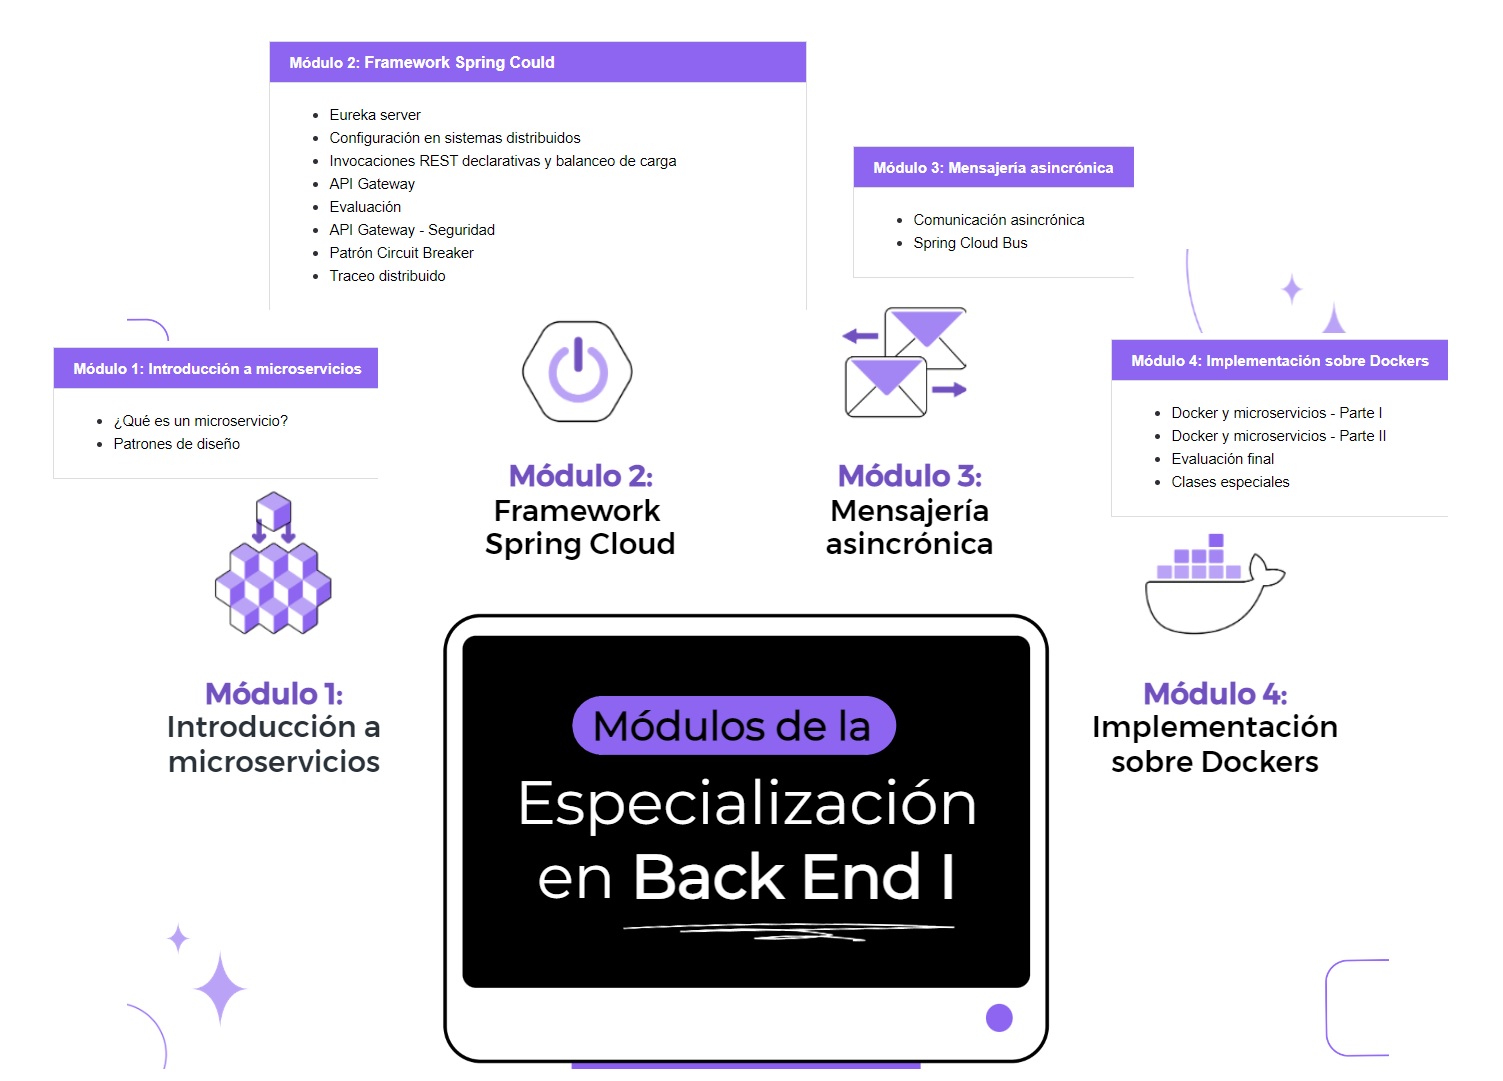 Módulo 2: Framework Spring Could
Eureka server
Configuración en sistemas distribuidos
Invocaciones REST declarativas y balanceo de carga
API Gateway
Evaluación
API Gateway - Seguridad
Patrón Circuit Breaker
Traceo distribuido
Módulo 3: Mensajería asincrónica
Comunicación asincrónica
Spring Cloud Bus
Módulo 1: Introducción a microservicios
¿Qué es un microservicio?
Patrones de diseño
Módulo 4: Implementación sobre Dockers
Docker y microservicios - Parte I
Docker y microservicios - Parte II
Evaluación final
Clases especiales
Módulo 2:
Framework
Spring Cloud
Módulo 3:
Mensajería
asincrónica
Módulo 1:
Introducción a
microservicios
Módulo 4:
Implementación
sobre Dockers
Módulos de la
Especialización
en Back End I